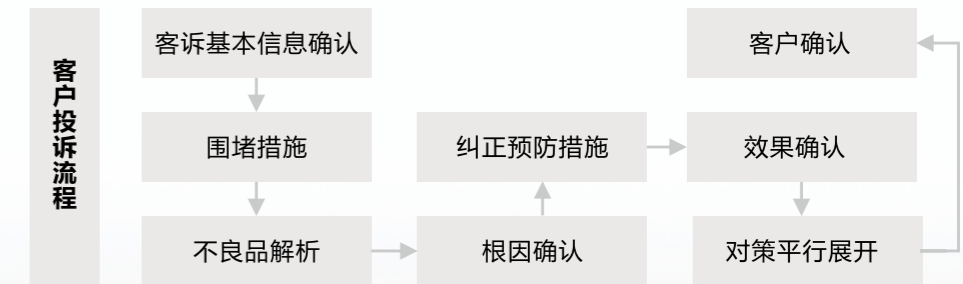 客户投诉流程
客诉基本信息确认
围堵措施
不良品解析
根因确认
纠正预防措施
效果确认
对策平行展开
客户确认